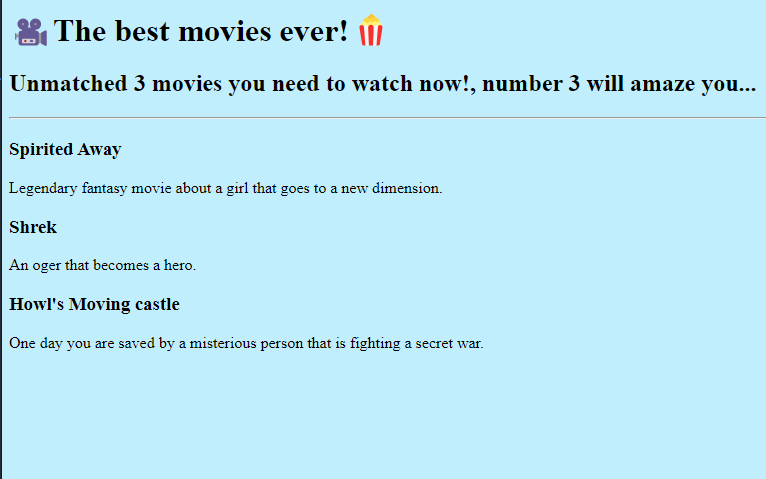 🎥 The best movies ever! 🍿
Unmatched 3 movies you need to watch now!, number 3 will amaze you...
Spirited Away
Legendary fantasy movie about a girl that goes to a new dimension.
Shrek
An oger that becomes a hero.
Howl's Moving castle
One day you are saved by a misterious person that is fighting a secret war.